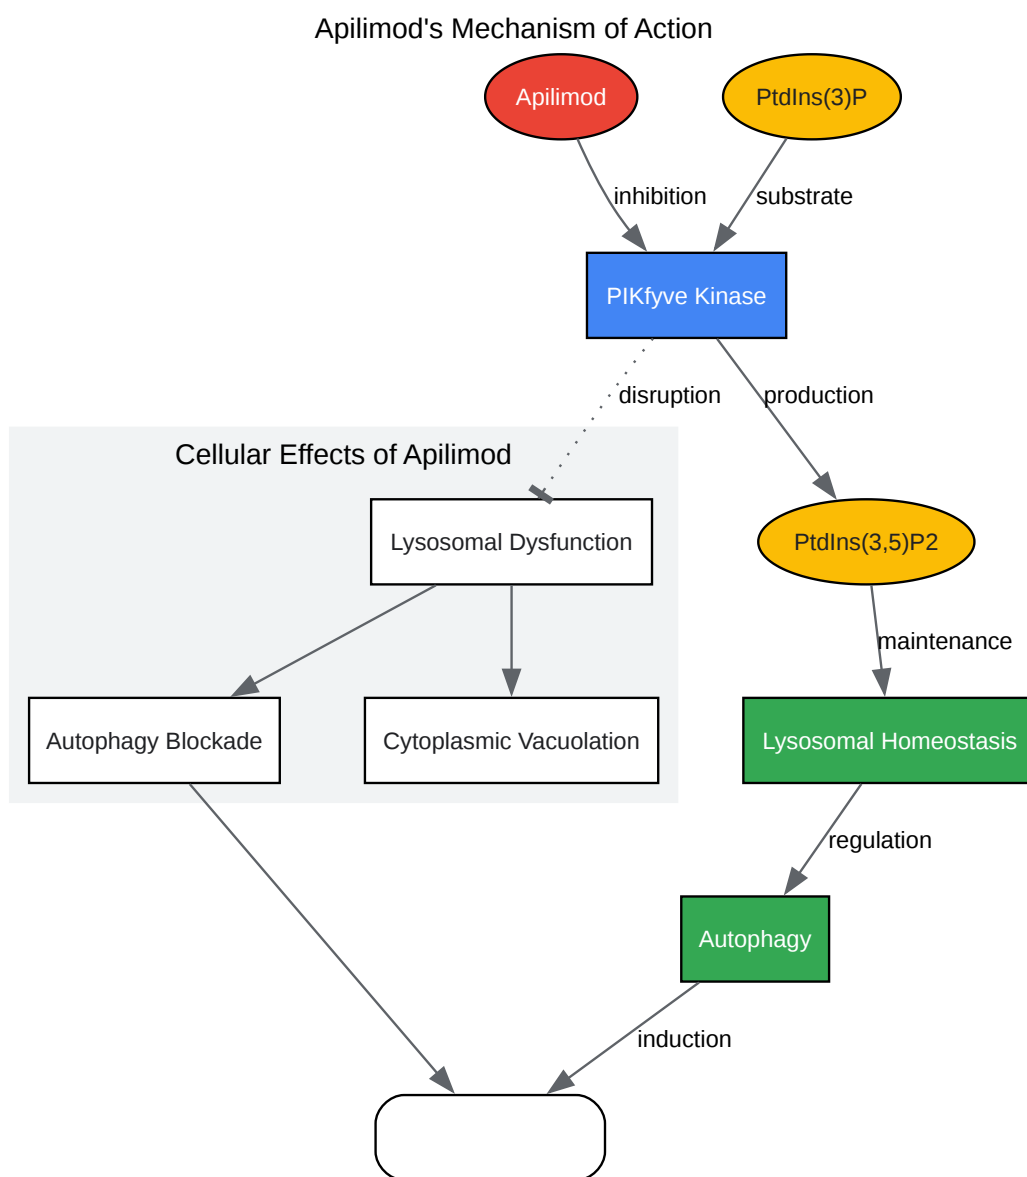 Apilimod's Mechanism of Action
Apilimod
PtdIns(3)P
inhibition
substrate
PIKfyve Kinase
disruption
production
Cellular Effects of Apilimod
Lysosomal Dysfunction
PtdIns(3,5)P2
maintenance
Autophagy Blockade
Cytoplasmic Vacuolation
Lysosomal Homeostasis
regulation
Autophagy
induction